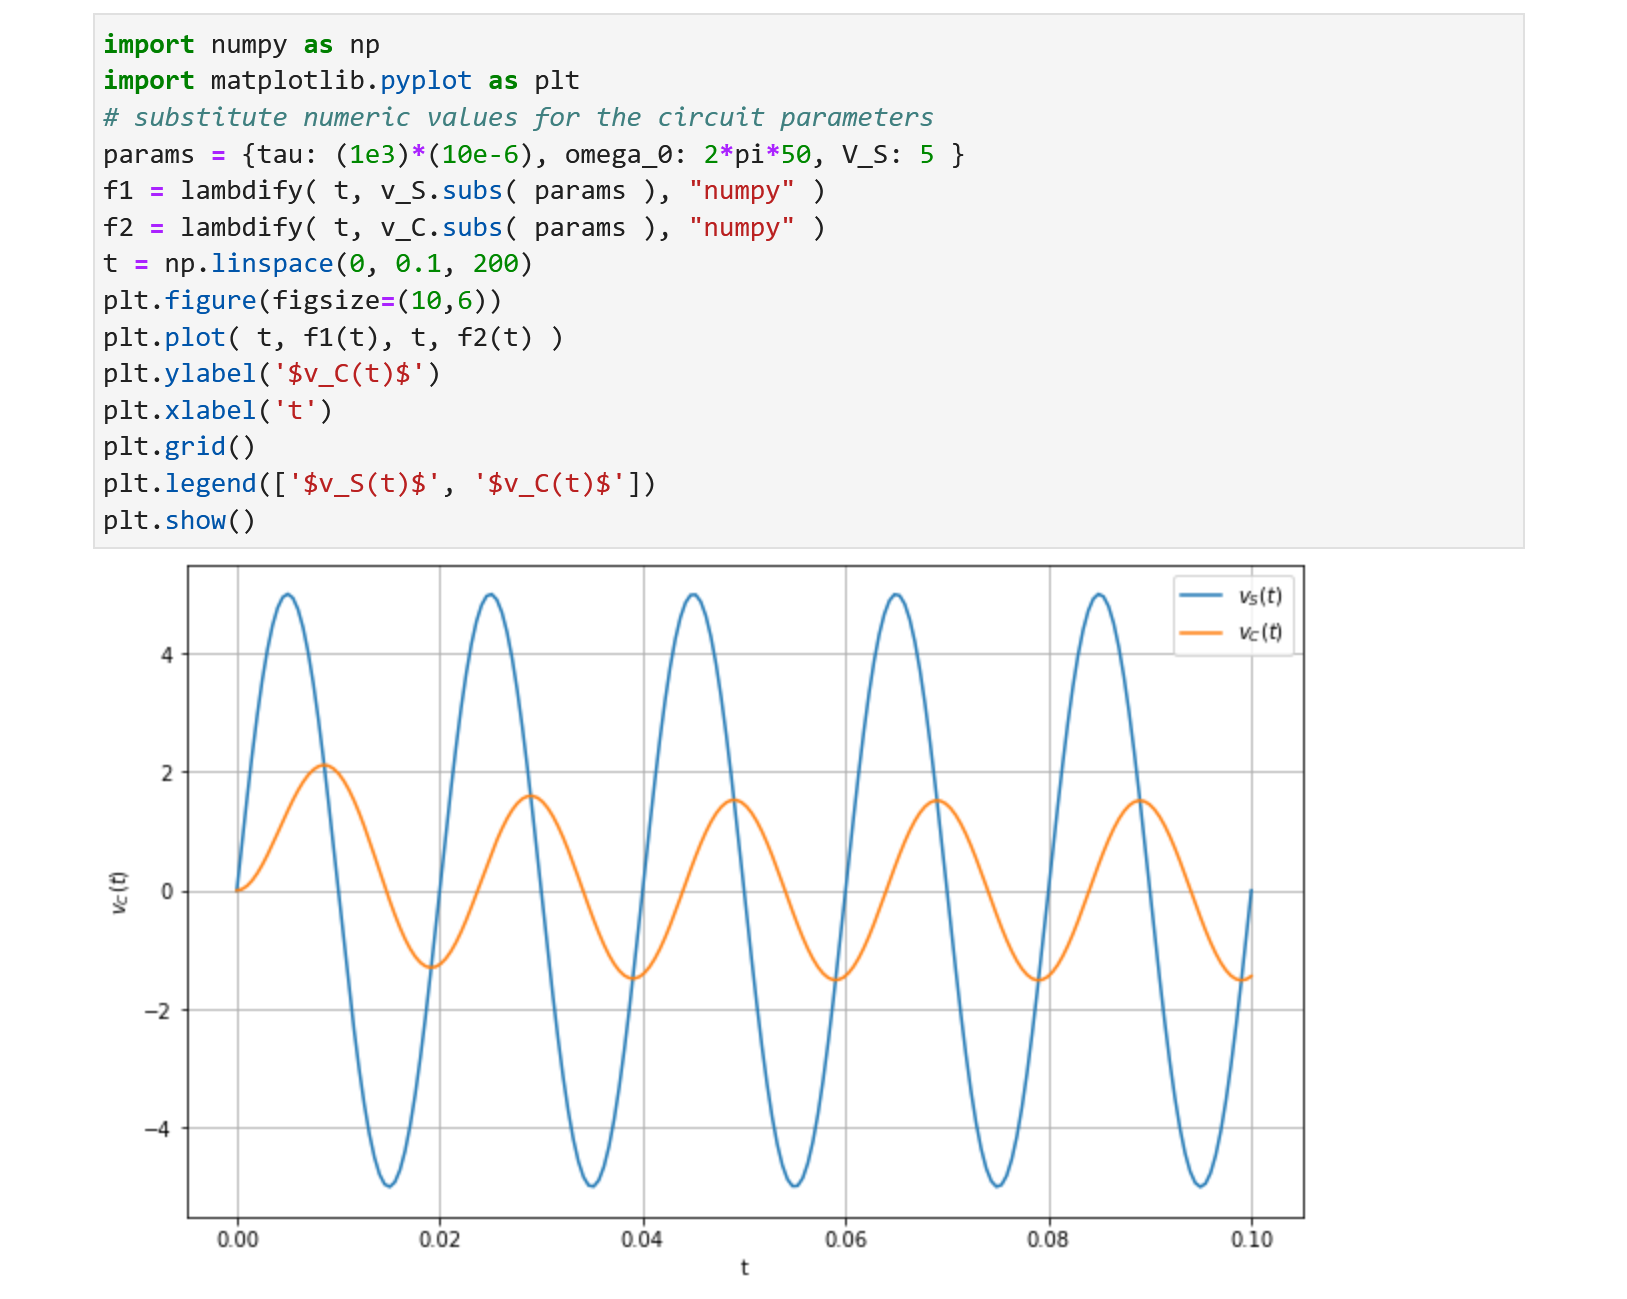 import numpy as np
import matplotlib.pyplot as plt
# substitute numeric values for the circuit parameters
params = {tau: (1e3)*(10e-6), omega_0: 2*pi*50, V_S: 5 }
f1 = lambdify( t, v_S.subs( params ), "numpy" )
f2 = lambdify( t, v_C.subs( params ), "numpy" )
t = np.linspace(0, 0.1, 200)
plt.figure(figsize=(10,6))
plt.plot( t, f1(t), t, f2(t) )
plt.ylabel('$v_C(t)$')
plt.xlabel('t')
plt.grid()
plt.legend(['$v_S(t)$', '$v_C(t)$'])
plt.show()
v_S(t)
v_C(t)
4
2
0
−2
−4
v_C(t)
0.00 0.02 0.04 0.06 0.08 0.10
t